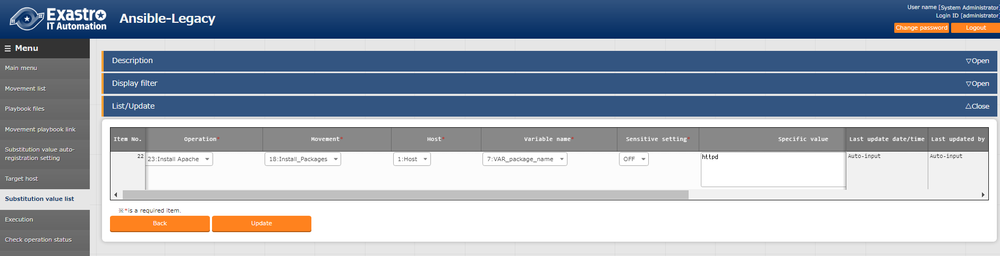 Exastro
IT Automation
Ansible-Legacy
User name [System Administrator]
Login ID [administrator]
Change password
Logout
Menu
Main menu
Movement list
Playbook files
Movement playbook link
Substitution value auto-
registration setting
Target host
Substitution value list
Execution
Check operation status
Description
▽Open
Display filter
▽Open
List/Update
△Close
Item No. Operation* Movement* Host* Variable name* Sensitive setting* Specific value Last update date/time Last updated by
22 23:Install Apache 18:Install_Packages 1:Host 7:VAR_package_name OFF httpd Auto-input Auto-input
※*is a required item.
Back
Update